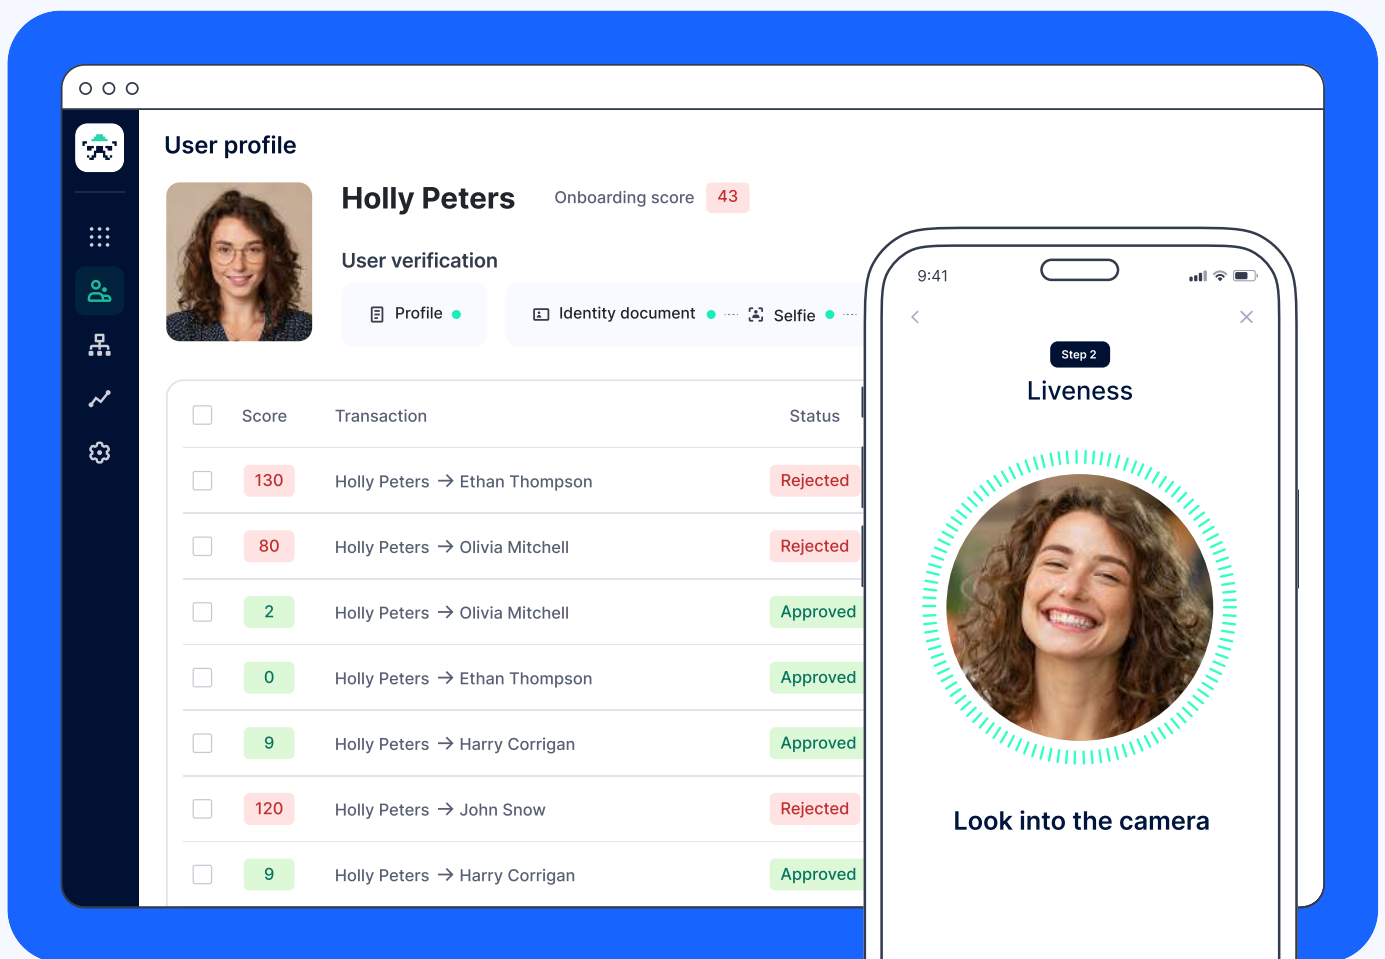 User profile
Holly Peters
Onboarding score 43
User verification
Profile
Identity document
Selfie
Score Transaction Status
130 Holly Peters → Ethan Thompson Rejected
80 Holly Peters → Olivia Mitchell Rejected
2 Holly Peters → Olivia Mitchell Approved
0 Holly Peters → Ethan Thompson Approved
9 Holly Peters → Harry Corrigan Approved
120 Holly Peters → John Snow Rejected
9 Holly Peters → Harry Corrigan Approved
9:41
Step 2
Liveness
Look into the camera